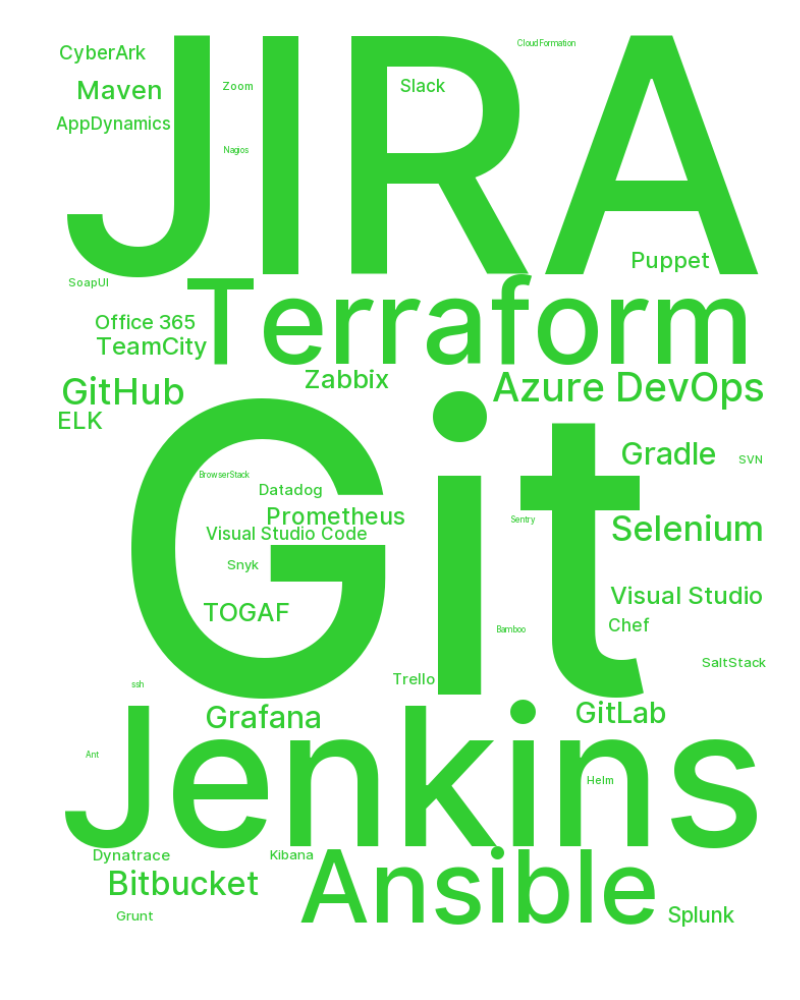 JIRA
CyberArk
CloudFormation
Maven
Zoom
Slack
AppDynamics
Nagios
Puppet
SoapUI
Terraform
Office 365
TeamCity
Zabbix
GitHub
Azure DevOps
ELK
Git
Gradle
SVN
BrowserStack
Datadog
Prometheus
Sentry
Selenium
Visual Studio Code
Snyk
Visual Studio
TOGAF
Chef
Bamboo
SaltStack
Trello
ssh
Grafana
GitLab
Jenkins
Ant
Helm
Dynatrace
Kibana
Ansible
Bitbucket
Grunt
Splunk